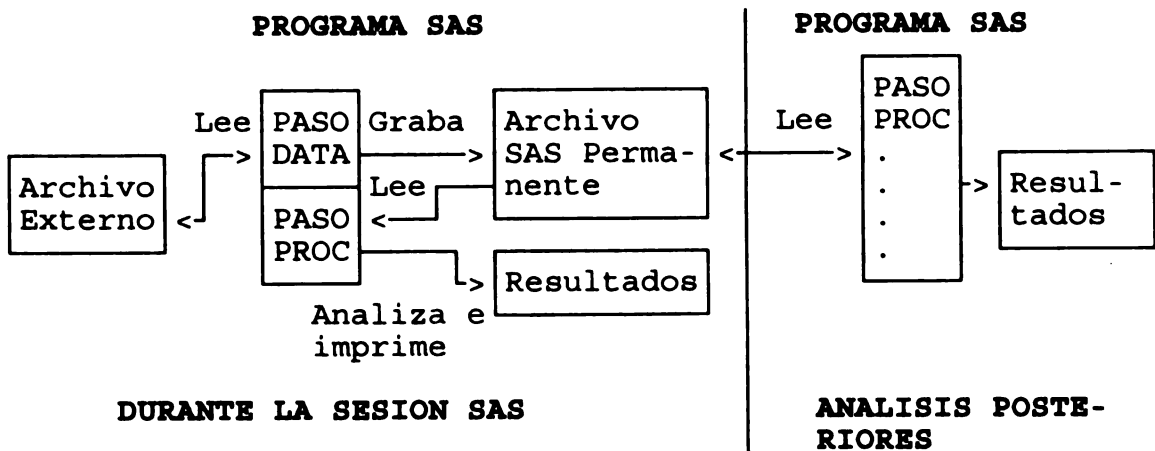 PROGRAMA SAS
Lee
PASO
DATA
Graba
Archivo
SAS Perma-
nente
Lee
Archivo
Externo
PASO
PROC
Resultados
Analiza e
imprime
DURANTE LA SESION SAS
PROGRAMA SAS
Lee
PASO
PROC
.
.
.
.
Resul-
tados
ANALISIS POSTE-
RIORES